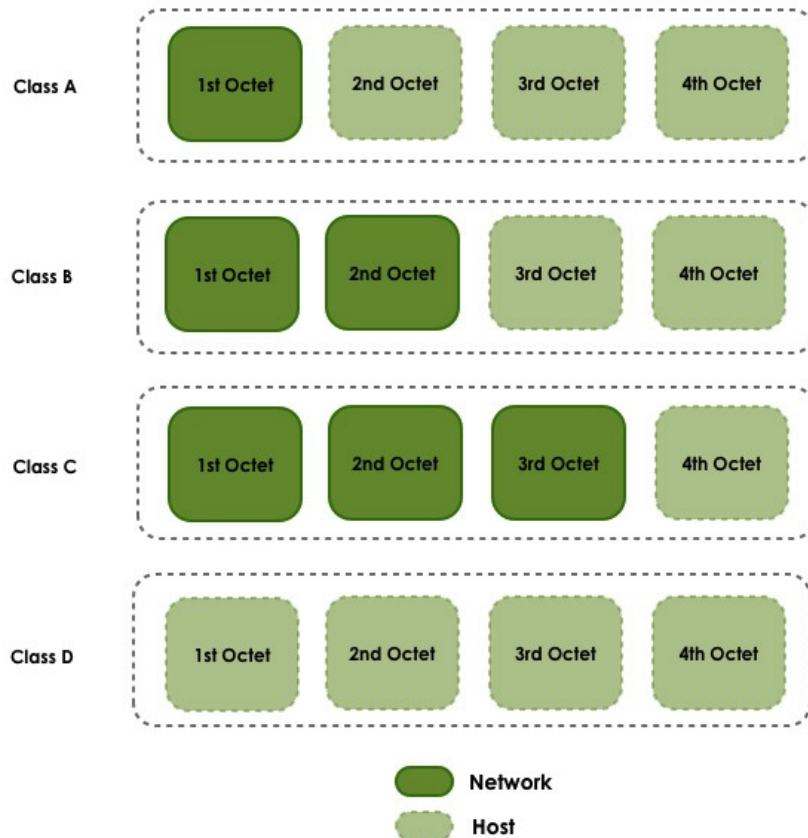 Class A
1st Octet
2nd Octet
3rd Octet
4th Octet
Class B
1st Octet
2nd Octet
3rd Octet
4th Octet
Class C
1st Octet
2nd Octet
3rd Octet
4th Octet
Class D
1st Octet
2nd Octet
3rd Octet
4th Octet
Network
Host